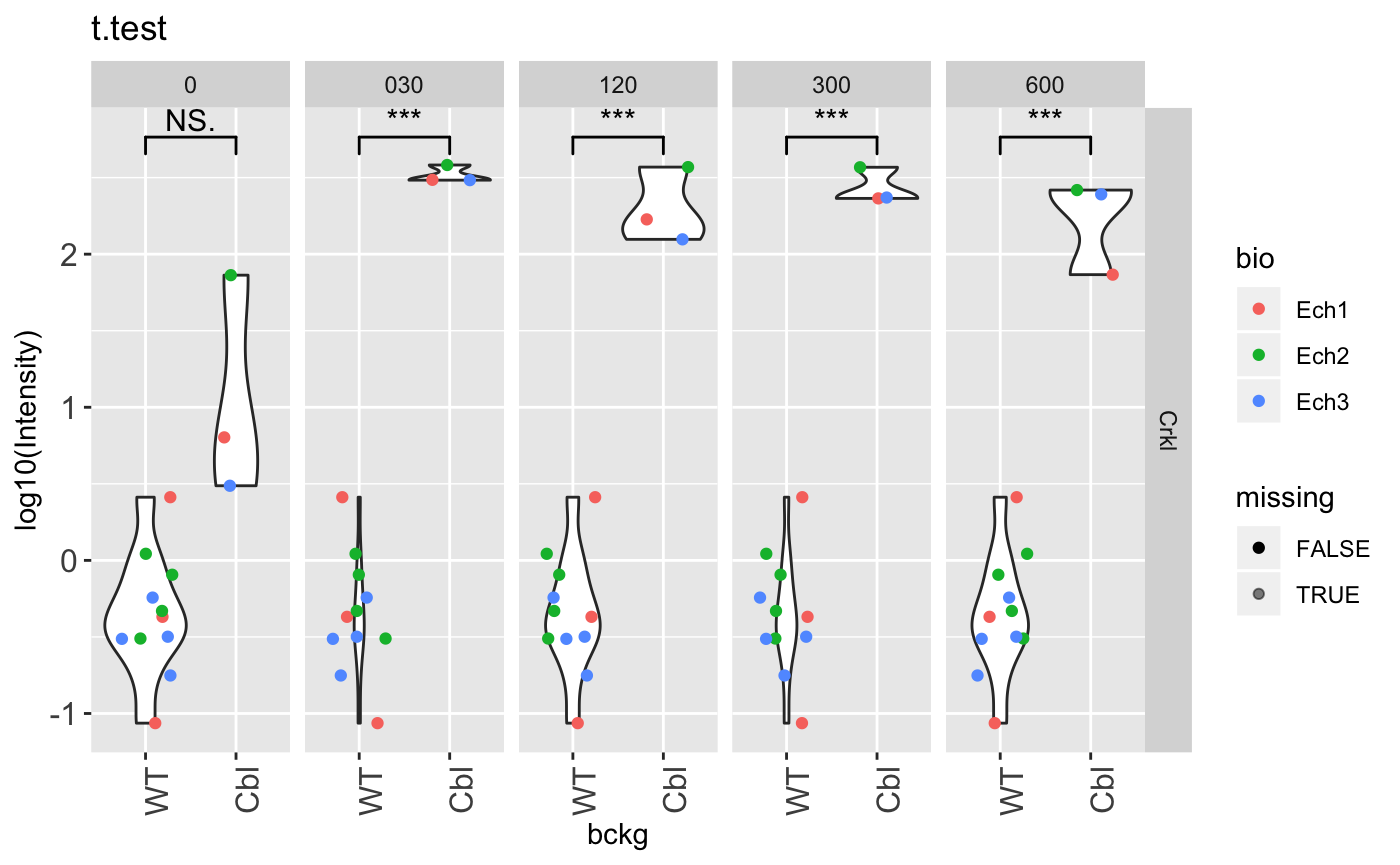 t.test
0 030 120 300 600
NS. *** *** *** ***
log10(Intensity)
2
1
0
-1
Crkl
WT Cbl WT Cbl WT Cbl WT Cbl WT Cbl
bckg
bio
Ech1
Ech2
Ech3
missing
FALSE
TRUE